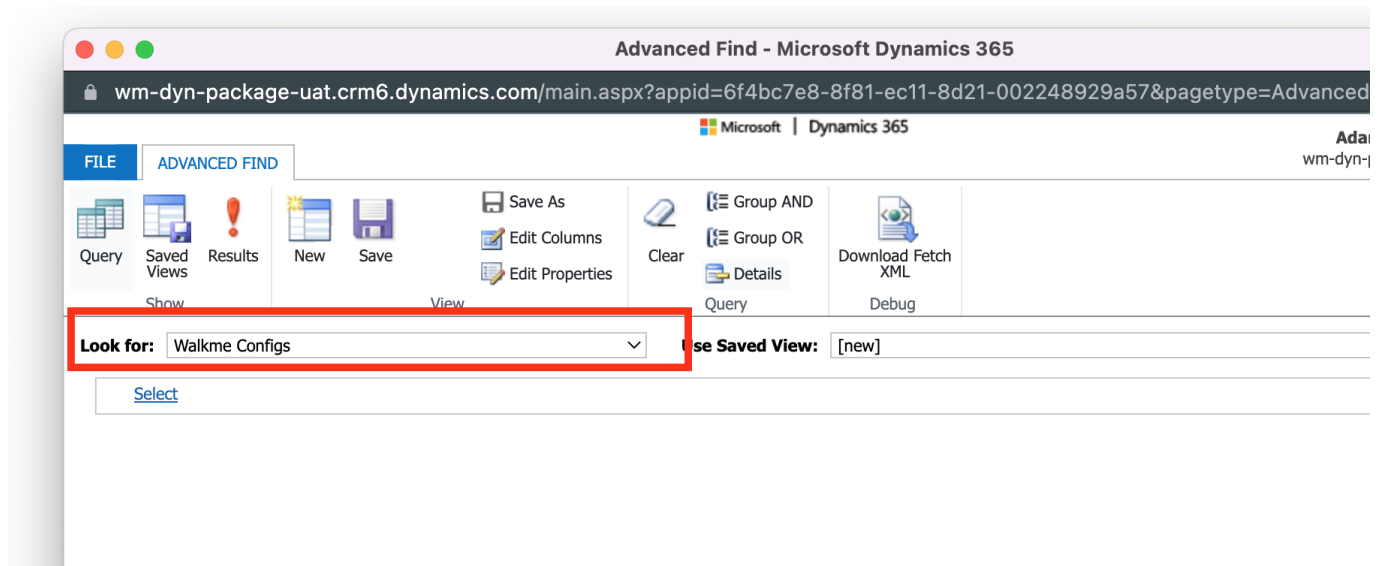 Advanced Find - Microsoft Dynamics 365
wm-dyn-package-uat.crm6.dynamics.com/main.aspx?appid=6f4bc7e8-8f81-ec11-8d21-002248929a57&pagetype=Advanced
Microsoft | Dynamics 365
FILE ADVANCED FIND
Query
Saved Views
Results
Show
New
Save
Save As
Edit Columns
Edit Properties
View
Clear
Group AND
Group OR
Details
Query
Download Fetch
XML
Debug
Look for: Walkme Configs
Use Saved View: [new]
Select